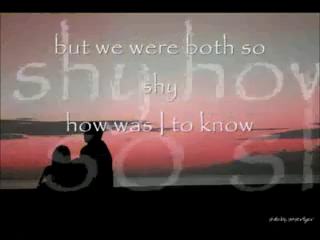 but we were both so
shy
how was I to know
shy how
so sh